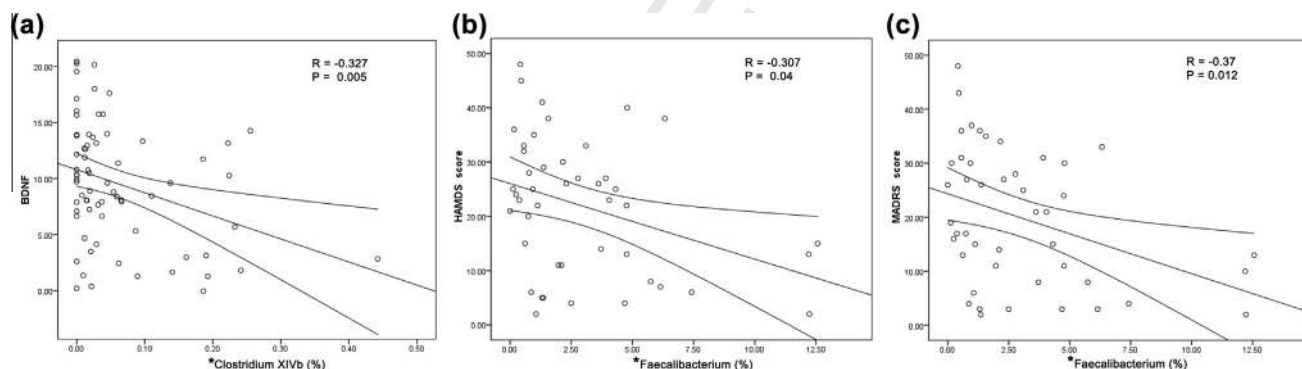 (a)
R = -0.327
P = 0.005
BDNF
20.00
15.00
10.00
5.00
0.00
0.00 0.10 0.20 0.30 0.40 0.50
*Clostridium XIVb (%)
(b)
R = -0.307
P = 0.04
HAMDS score
50.00
40.00
30.00
20.00
10.00
0.00
0.00 2.50 5.00 7.50 10.00 12.50
*Faecalibacterium (%)
(c)
R = -0.37
P = 0.012
MADRS score
50.00
40.00
30.00
20.00
10.00
0.00
0.00 2.50 5.00 7.50 10.00 12.50
*Faecalibacterium (%)